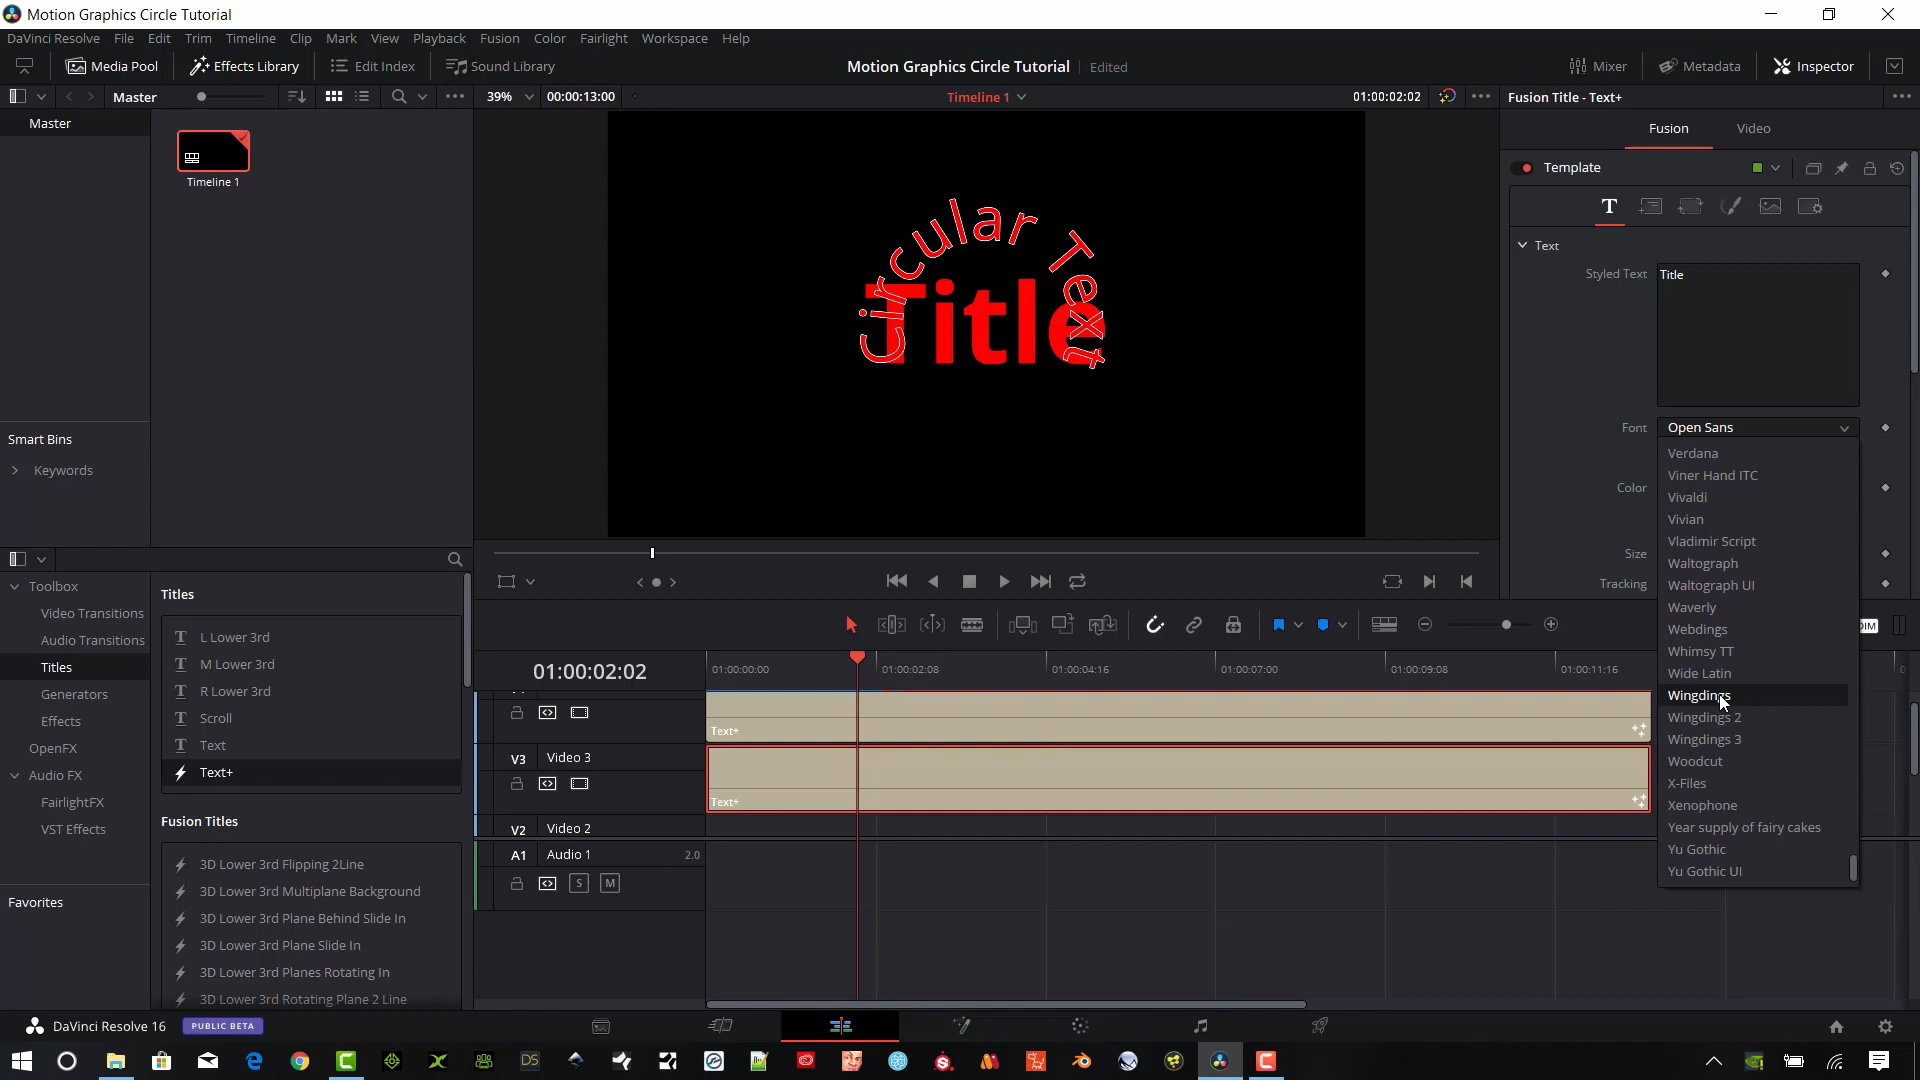 Motion Graphics Circle Tutorial
DaVinci Resolve File Edit Trim Timeline Clip Mark View Playback Fusion Color Fairlight Workspace Help
Media Pool Effects Library Edit Index Sound Library Motion Graphics Circle Tutorial Edited Mixer Metadata Inspector
Master 39% 00:00:13:00 Timeline 1 01:00:02:02 Fusion Title - Text+
Master
Timeline 1
Smart Bins
Keywords
Circular Text
Title
Fusion Video
Template
Text
Styled Text Title
Font Open Sans
Color
Size
Tracking
Verdana
Viner Hand ITC
Vivaldi
Vivian
Vladimir Script
Waltograph
Waltograph UI
Waverly
Webdings
Whimsy TT
Wide Latin
Wingdings
Wingdings 2
Wingdings 3
Woodcut
X-Files
Xenophone
Year supply of fairy cakes
Yu Gothic
Yu Gothic UI
DIM
Toolbox
Video Transitions
Audio Transitions
Titles
Generators
Effects
OpenFX
Audio FX
FairlightFX
VST Effects
Favorites
Titles
L Lower 3rd
M Lower 3rd
R Lower 3rd
Scroll
Text
Text+
Fusion Titles
3D Lower 3rd Flipping 2Line
3D Lower 3rd Multiplane Background
3D Lower 3rd Plane Behind Slide In
3D Lower 3rd Plane Slide In
3D Lower 3rd Planes Rotating In
3D Lower 3rd Rotating Plane 2 Line
01:00:02:02 01:00:00:00 01:00:02:08 01:00:04:16 01:00:07:00 01:00:09:08 01:00:11:16
Text+
V3 Video 3
Text+
V2 Video 2
A1 Audio 1 2.0
S M
DaVinci Resolve 16 PUBLIC BETA
DS